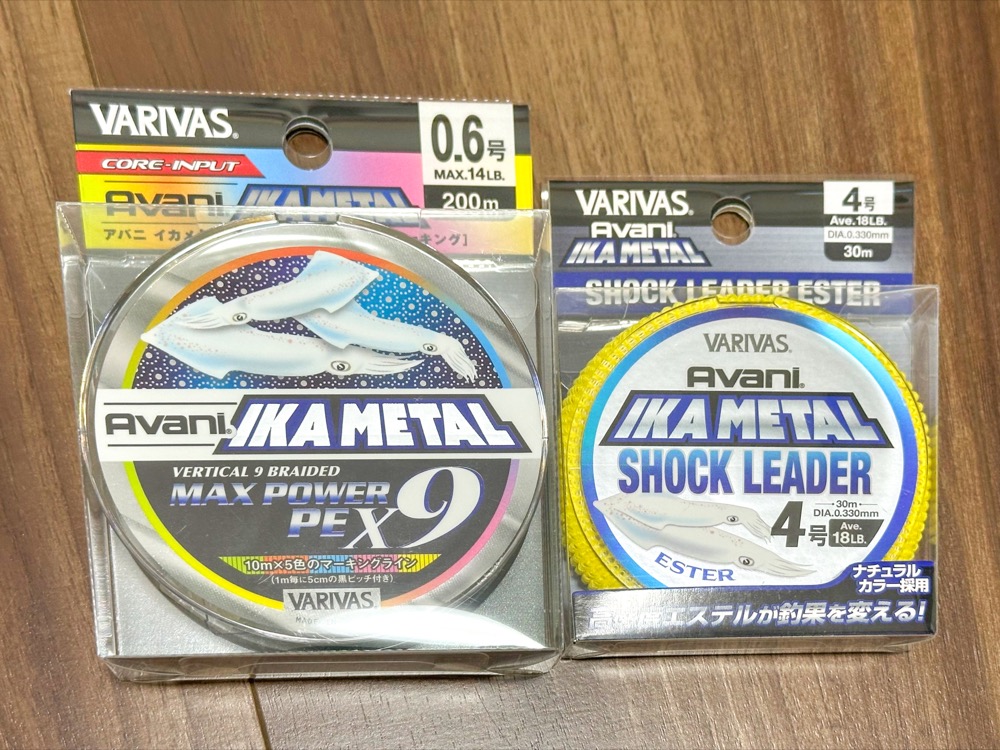 VARIVAS®
0.6号
MAX.14LB.
200m
CORE-INPUT
Avani IKA METAL
アバニ イカメ
キング]
Avani® IKA METAL
VERTICAL 9 BRAIDED
MAX POWER
PE X9
10m×5色のマーキングライン
(1m毎に5cmの黒ピッチ付き)
VARIVAS
VARIVAS®
Avani®
IKA METAL
4号
Ave.18LB.
DIA.0.330mm
30m
SHOCK LEADER ESTER
VARIVAS®
Avani®
IKA METAL
SHOCK LEADER
30m
DIA.0.330mm
4号
Ave.
18LB.
ESTER
ナチュラル
カラー採用
エステルが釣果を変える!